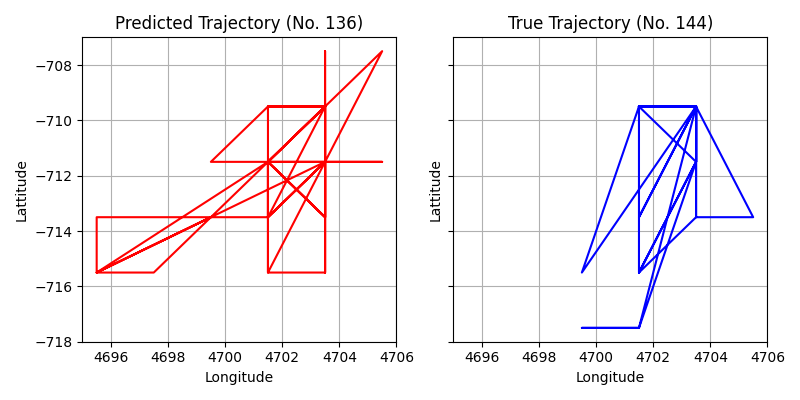 Predicted Trajectory (No. 136)
True Trajectory (No. 144)
Lattitude
−708
−710
−712
−714
−716
−718
4696 4698 4700 4702 4704 4706
Longitude
Lattitude
4696 4698 4700 4702 4704 4706
Longitude